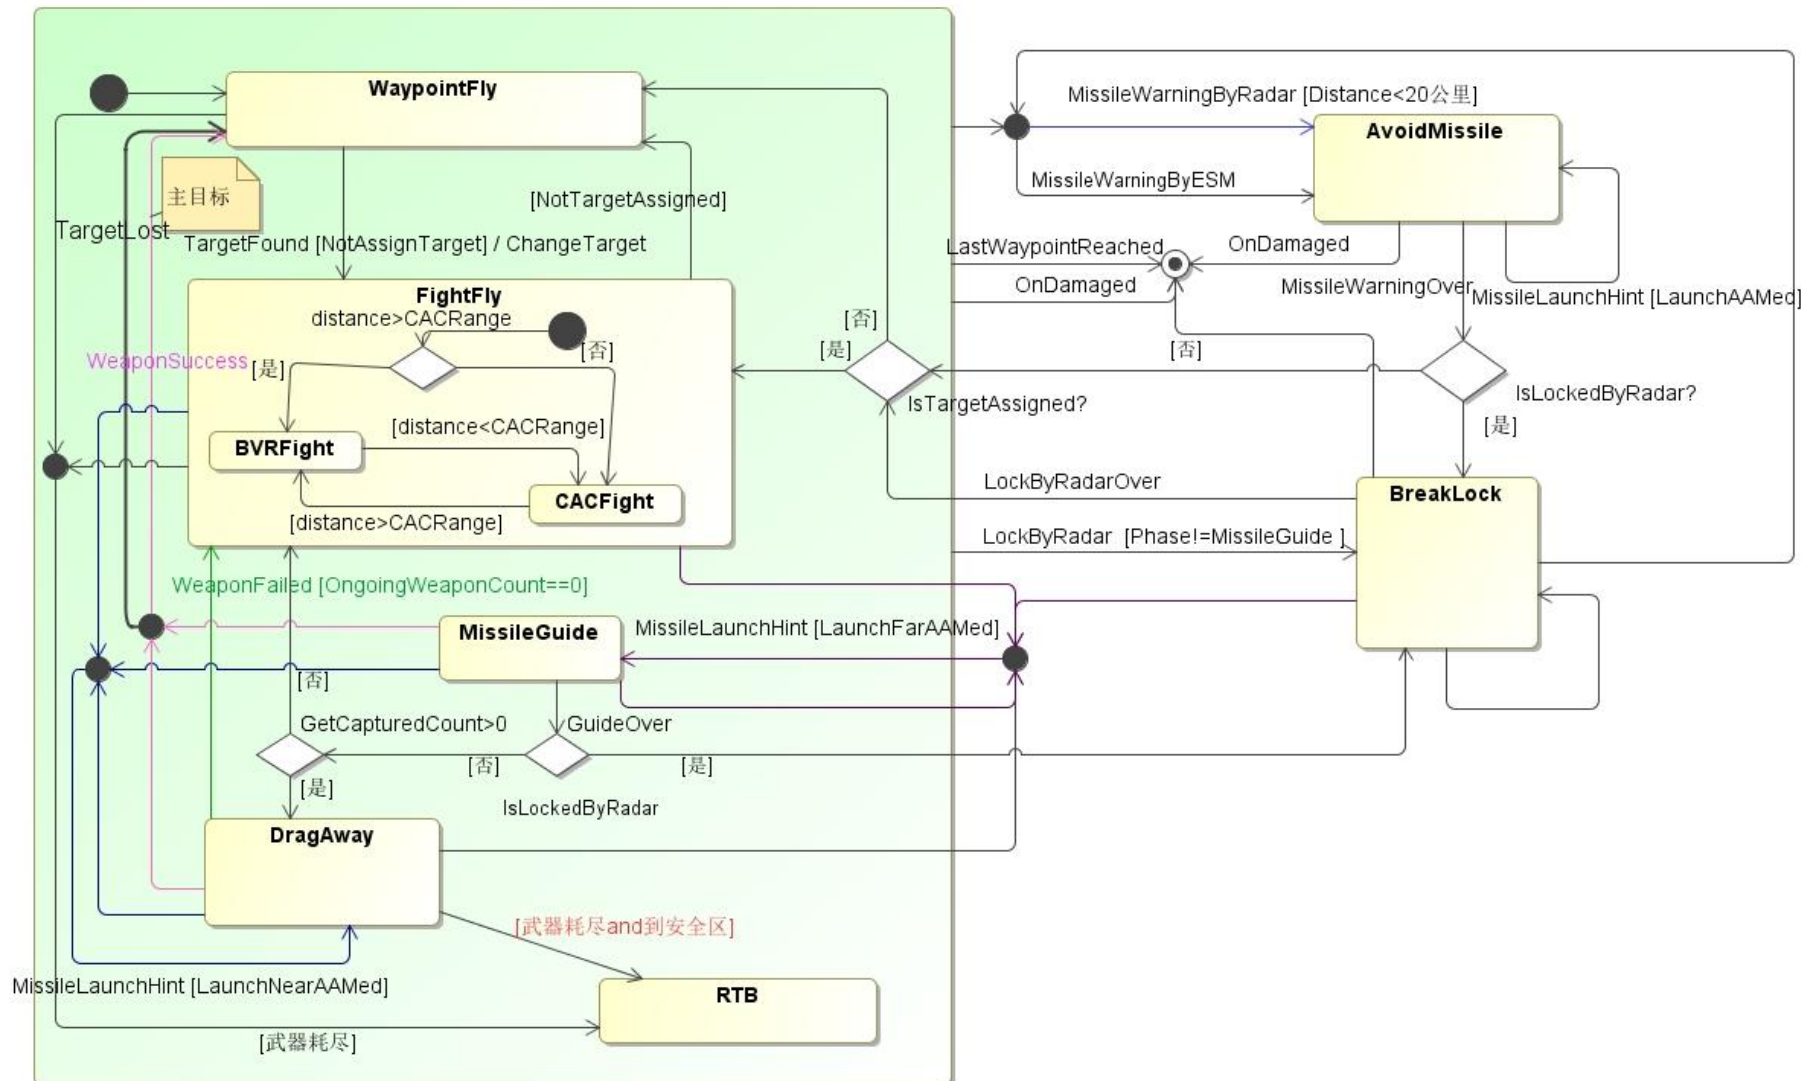 WaypointFly
MissileWarningByRadar [Distance<20公里]
AvoidMissile
MissileWarningByESM
主目标
[NotTargetAssigned]
TargetLost
TargetFound [NotAssignTarget] / ChangeTarget
LastWaypointReached
OnDamaged
OnDamaged
MissileWarningOver
MissileLaunchHint [LaunchAAMed]
FightFly
distance>CACRange
[否]
[否]
[是]
[否]
WeaponSuccess
[是]
IsTargetAssigned?
IsLockedByRadar?
[是]
[distance<CACRange]
BVRFight
LockByRadarOver
BreakLock
CACFight
[distance>CACRange]
LockByRadar [Phase!=MissileGuide ]
WeaponFailed [OngoingWeaponCount==0]
MissileGuide
MissileLaunchHint [LaunchFarAAMed]
[否]
GetCapturedCount>0
GuideOver
[否]
[是]
[是]
IsLockedByRadar
DragAway
[武器耗尽and到安全区]
MissileLaunchHint [LaunchNearAAMed]
RTB
[武器耗尽]